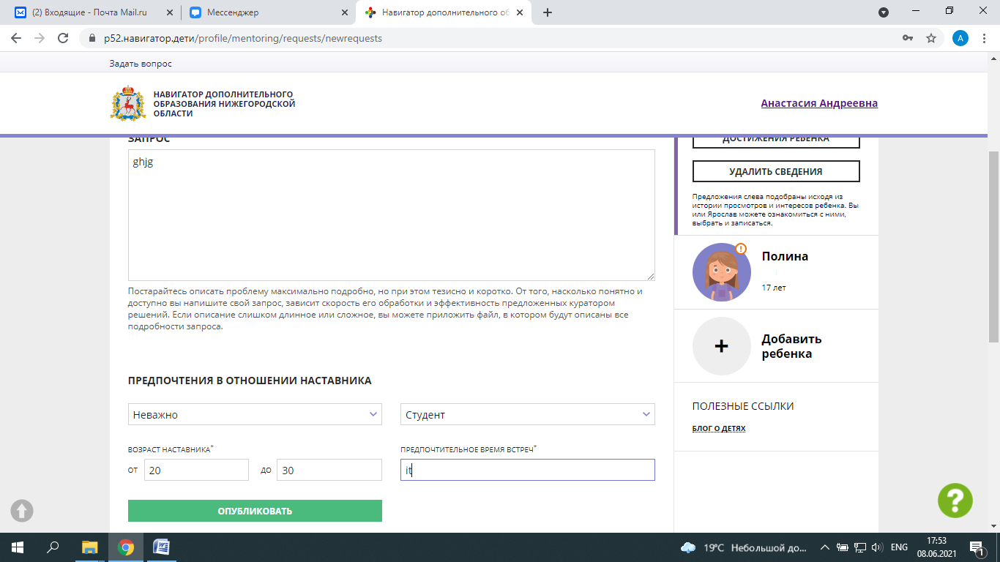 (2) Входящие - Почта Mail.ru
Мессенджер
Навигатор дополнительного об
p52.навигатор.дети/profile/mentoring/requests/newrequests
А
Задать вопрос
НАВИГАТОР ДОПОЛНИТЕЛЬНОГО
ОБРАЗОВАНИЯ НИЖЕГОРОДСКОЙ
ОБЛАСТИ
Анастасия Андреевна
ЗАПРОС
ghjg
Постарайтесь описать проблему максимально подробно, но при этом тезисно и коротко. От того, насколько понятно и
доступно вы напишите свой запрос, зависит скорость его обработки и эффективность предложенных куратором
решений. Если описание слишком длинное или сложное, вы можете приложить файл, в котором будут описаны все
подробности запроса.
ПРЕДПОЧТЕНИЯ В ОТНОШЕНИИ НАСТАВНИКА
Неважно
Студент
ВОЗРАСТ НАСТАВНИКА*
ПРЕДПОЧТИТЕЛЬНОЕ ВРЕМЯ ВСТРЕЧ*
ОТ 20 ДО 30
it
ОПУБЛИКОВАТЬ
ДОСТИЖЕНИЯ РЕБЕНКА
УДАЛИТЬ СВЕДЕНИЯ
Предложения слева подобраны исходя из
истории просмотров и интересов ребенка. Вы
или Ярослав можете ознакомиться с ними,
выбрать и записаться.
Полина
17 лет
Добавить
ребенка
ПОЛЕЗНЫЕ ССЫЛКИ
БЛОГ О ДЕТЯХ
?
19°C Небольшой до...
ENG
17:53
08.06.2021
1